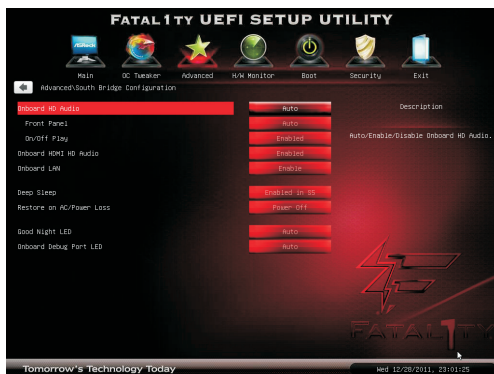 FATAL1TY UEFI SETUP UTILITY
ASRock
Main OC Tweaker Advanced H/W Monitor Boot Security Exit
Advanced\South Bridge Configuration
Onboard HD Audio Auto Description
Front Panel Auto
On/Off Play Enabled Auto/Enable/Disable Onboard HD Audio.
Onboard HDMI HD Audio Enabled
Onboard LAN Enable
Deep Sleep Enabled in S5
Restore on AC/Power Loss Power Off
Good Night LED Auto
Onboard Debug Port LED Auto
FATAL1TY
Tomorrow's Technology Today Wed 12/28/2011, 23:01:25